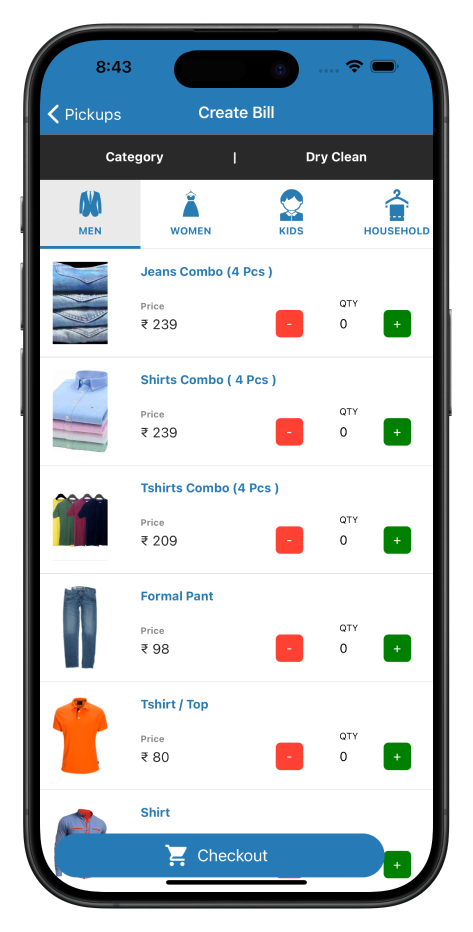 8:43
Pickups
Create Bill
Category | Dry Clean
MEN WOMEN KIDS HOUSEHOLD
Jeans Combo (4 Pcs )
Price
₹ 239
QTY
- 0 +
Shirts Combo ( 4 Pcs )
Price
₹ 239
QTY
- 0 +
Tshirts Combo (4 Pcs )
Price
₹ 209
QTY
- 0 +
Formal Pant
Price
₹ 98
QTY
- 0 +
Tshirt / Top
Price
₹ 80
QTY
- 0 +
Shirt
Checkout
+